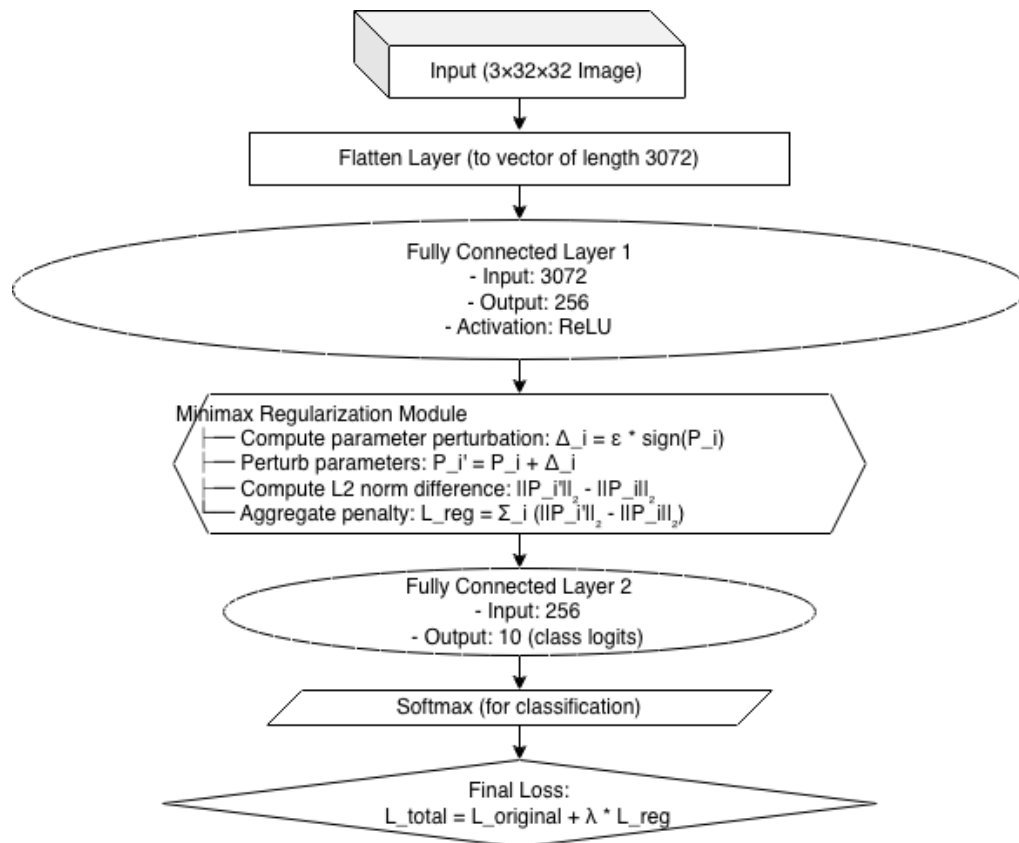 Input (3×32×32 Image)
Flatten Layer (to vector of length 3072)
Fully Connected Layer 1
- Input: 3072
- Output: 256
- Activation: ReLU
Minimax Regularization Module
├── Compute parameter perturbation: Δ_i = ε * sign(P_i)
├── Perturb parameters: P_i' = P_i + Δ_i
├── Compute L2 norm difference: ||P_i'||₂ - ||P_i||₂
└── Aggregate penalty: L_reg = Σ_i (||P_i'||₂ - ||P_i||₂)
Fully Connected Layer 2
- Input: 256
- Output: 10 (class logits)
Softmax (for classification)
Final Loss:
L_total = L_original + λ * L_reg